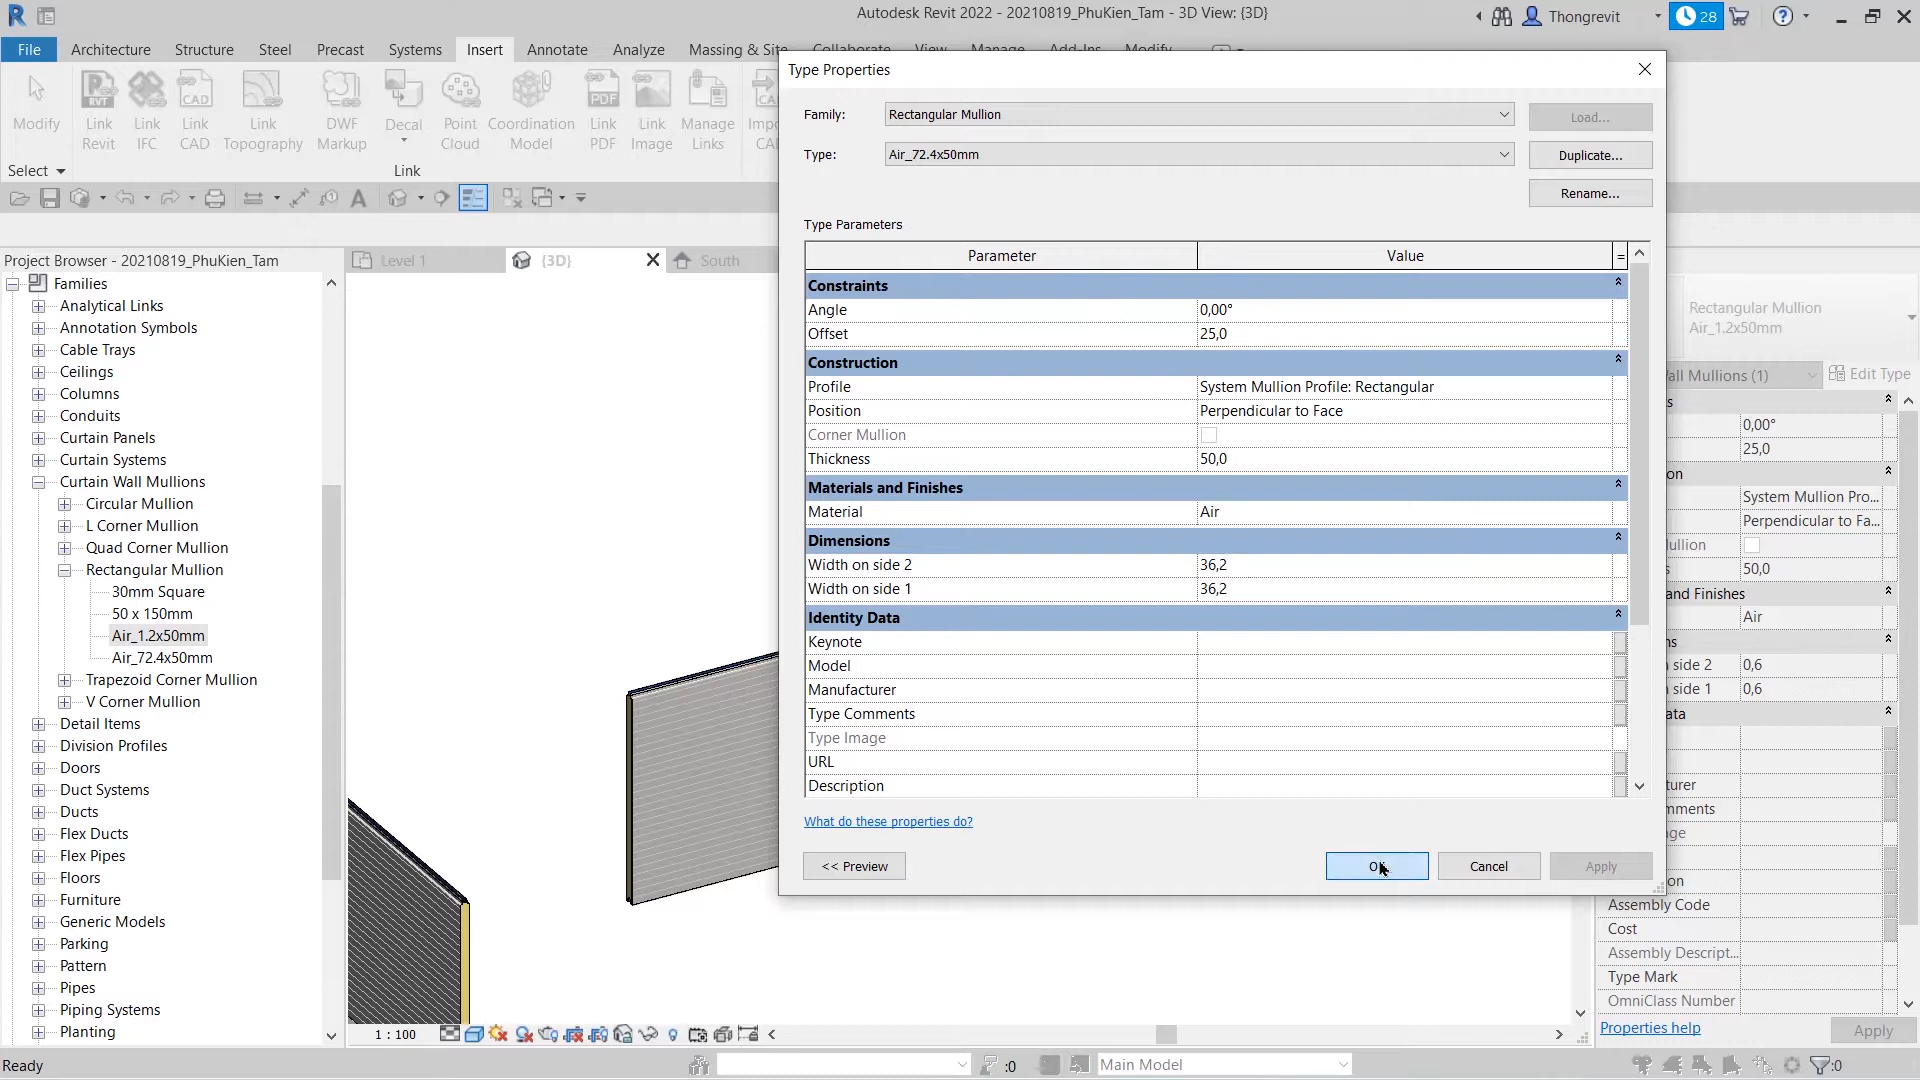 Autodesk Revit 2022 - 20210819_PhuKien_Tam - 3D View: {3D}
Thongrevit
28
File
Architecture
Structure
Steel
Precast
Systems
Insert
Annotate
Analyze
Massing & Site
Collaborate
View
Manage
Add-Ins
Modify
Modify
Link
Revit
Link
IFC
Link
CAD
Link
Topography
DWF
Markup
Decal
Point
Cloud
Coordination
Model
Link
PDF
Link
Image
Manage
Links
Select
Link
Project Browser - 20210819_PhuKien_Tam
Families
Analytical Links
Annotation Symbols
Cable Trays
Ceilings
Columns
Conduits
Curtain Panels
Curtain Systems
Curtain Wall Mullions
Circular Mullion
L Corner Mullion
Quad Corner Mullion
Rectangular Mullion
30mm Square
50 x 150mm
Air_1.2x50mm
Air_72.4x50mm
Trapezoid Corner Mullion
V Corner Mullion
Detail Items
Division Profiles
Doors
Duct Systems
Ducts
Flex Ducts
Flex Pipes
Floors
Furniture
Generic Models
Parking
Pattern
Pipes
Piping Systems
Planting
Level 1
{3D}
South
1 : 100
Type Properties
Family:
Rectangular Mullion
Load...
Type:
Air_72.4x50mm
Duplicate...
Rename...
Type Parameters
Parameter
Value
=
Constraints
Angle
0,00°
Offset
25,0
Construction
Profile
System Mullion Profile: Rectangular
Position
Perpendicular to Face
Corner Mullion
Thickness
50,0
Materials and Finishes
Material
Air
Dimensions
Width on side 2
36,2
Width on side 1
36,2
Identity Data
Keynote
Model
Manufacturer
Type Comments
Type Image
URL
Description
What do these properties do?
<< Preview
OK
Cancel
Apply
Rectangular Mullion
Air_1.2x50mm
all Mullions (1)
Edit Type
0,00°
25,0
System Mullion Pro...
Perpendicular to Fa...
50,0
and Finishes
Air
side 2
0,6
side 1
0,6
Assembly Code
Cost
Assembly Descript...
Type Mark
OmniClass Number
Properties help
Apply
Ready
:0
Main Model
:0